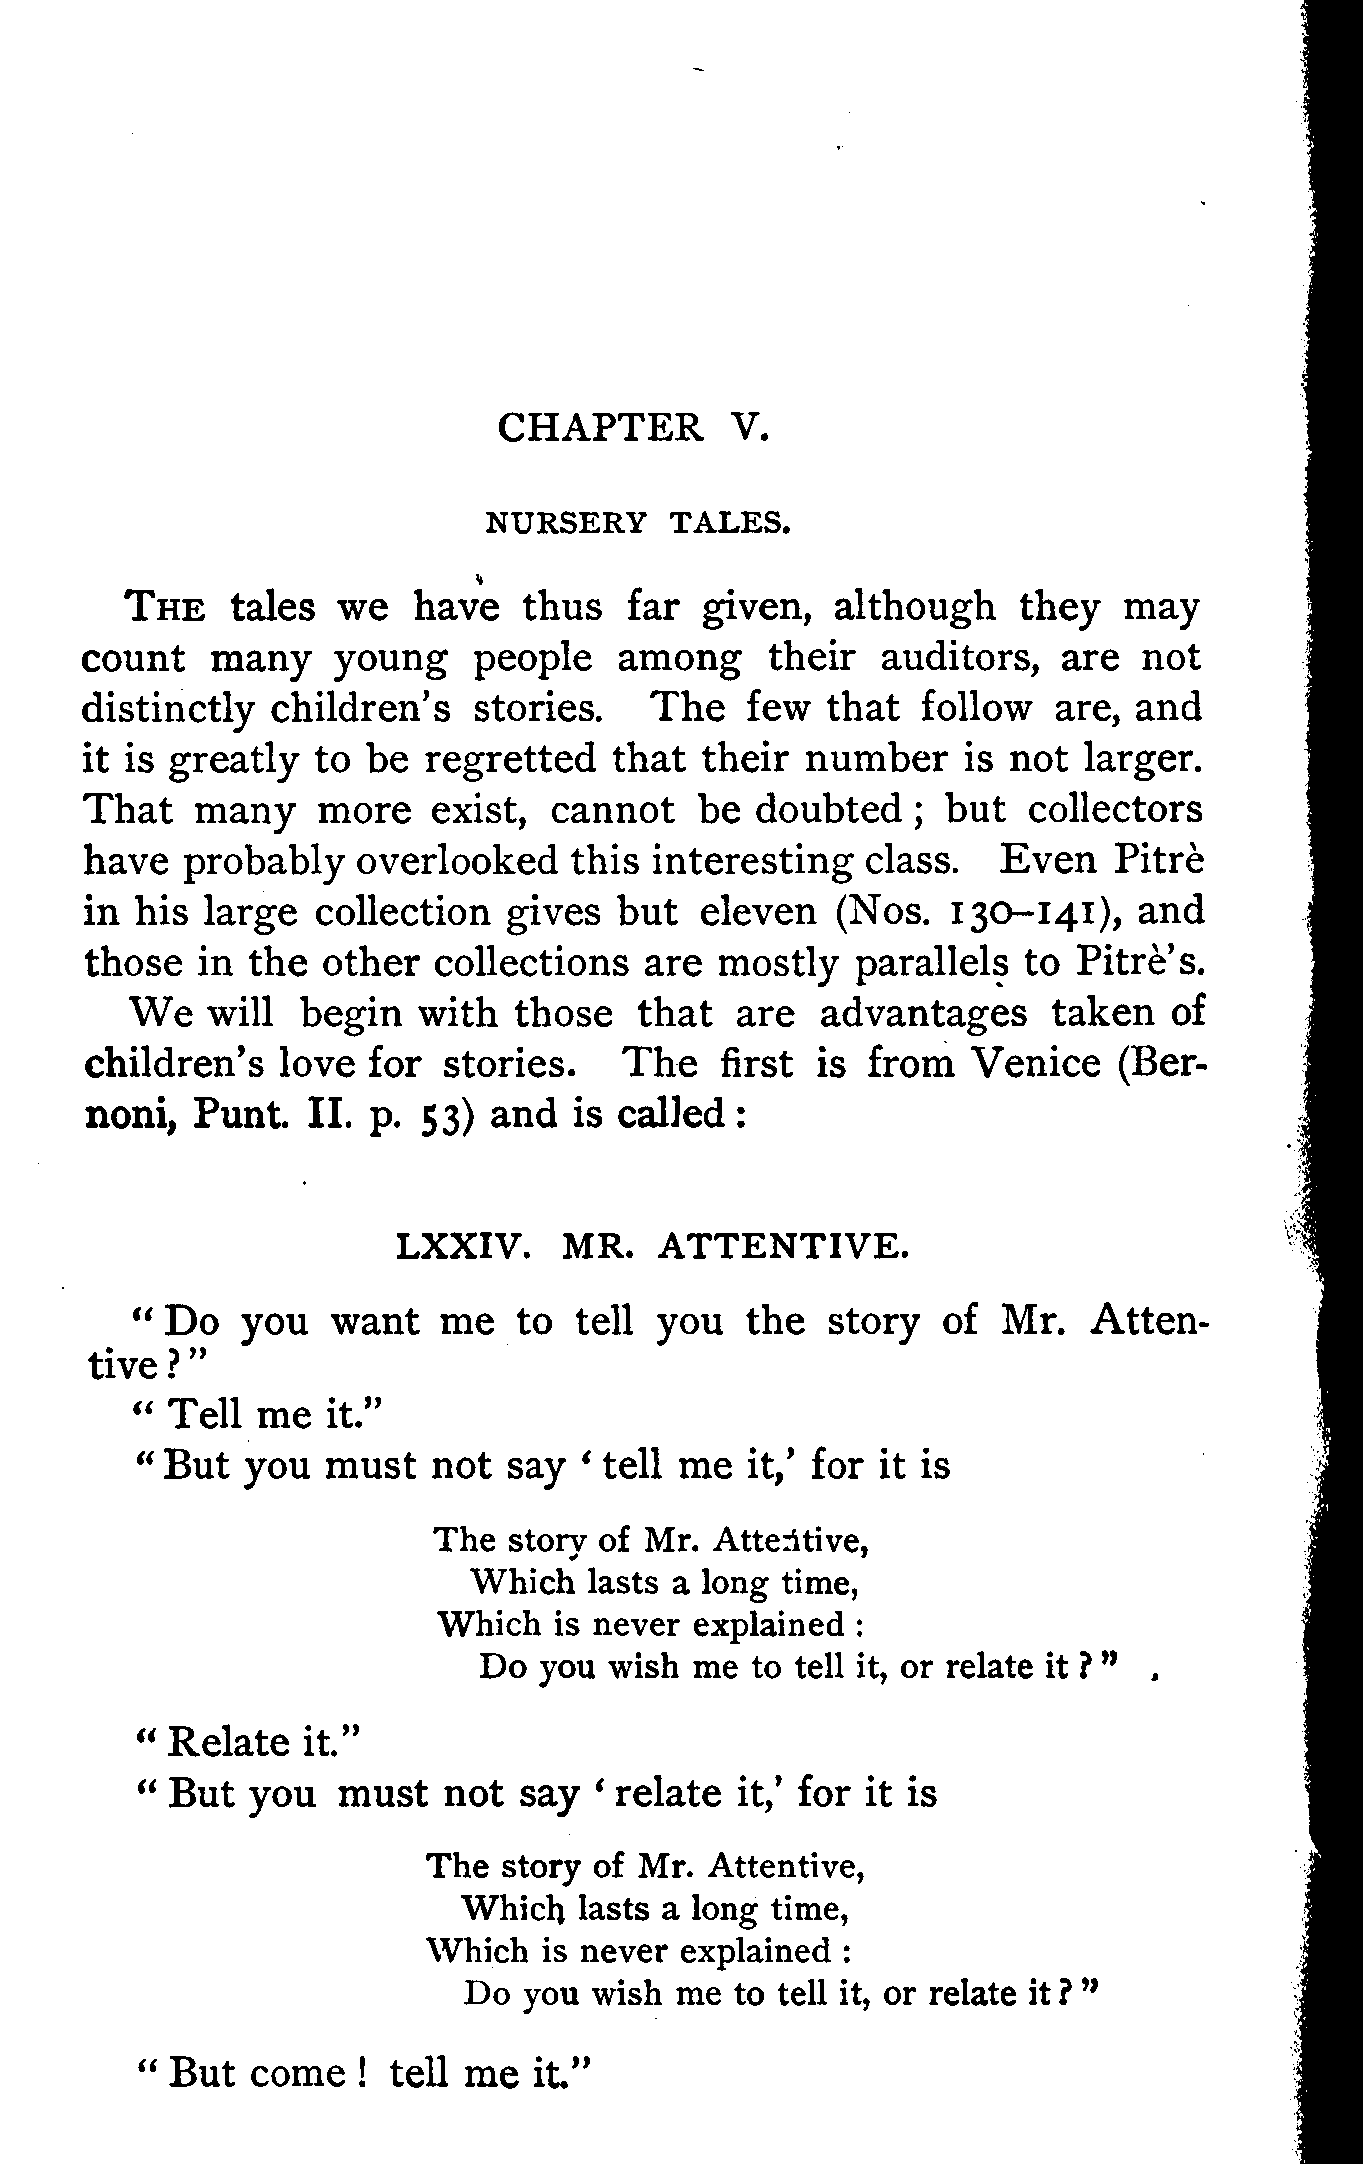 CHAPTER V.
NURSERY TALES.
THE tales we have thus far given, although they may
count many young people among their auditors, are not
distinctly children's stories. The few that follow are, and
it is greatly to be regretted that their number is not larger.
That many more exist, cannot be doubted ; but collectors
have probably overlooked this interesting class. Even Pitrè
in his large collection gives but eleven (Nos. 130–141), and
those in the other collections are mostly parallels to Pitrè's.
We will begin with those that are advantages taken of
children's love for stories. The first is from Venice (Ber-
noni, Punt. II. p. 53) and is called :
LXXIV. MR. ATTENTIVE.
" Do you want me to tell you the story of Mr. Atten-
tive ? "
" Tell me it."
" But you must not say ' tell me it,' for it is
The story of Mr. Attentive,
Which lasts a long time,
Which is never explained :
Do you wish me to tell it, or relate it ? "
" Relate it."
" But you must not say ' relate it,' for it is
The story of Mr. Attentive,
Which lasts a long time,
Which is never explained :
Do you wish me to tell it, or relate it ? "
" But come ! tell me it."